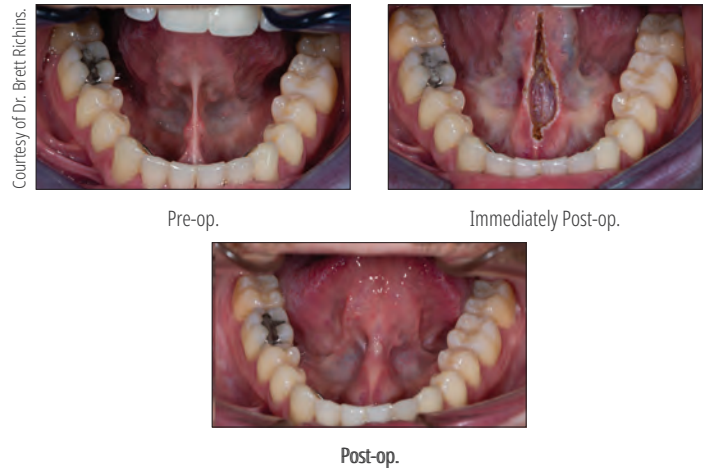 Courtesy of Dr. Brett Richins.
Pre-op.
Immediately Post-op.
Post-op.